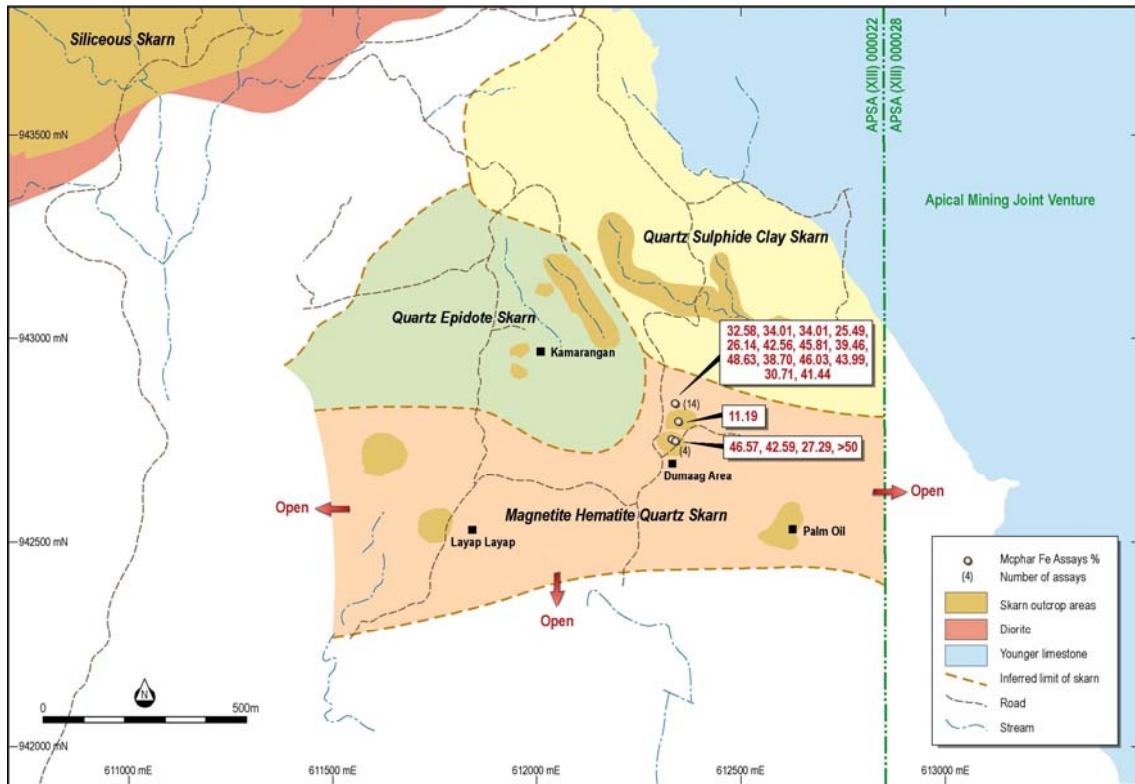 Siliceous Skarn
943500 mN
APSA (XIII) 000022
APSA (XIII) 000028
Apical Mining Joint Venture
Quartz Sulphide Clay Skarn
Quartz Epidote Skarn
943000 mN
Kamarangan
32.58, 34.01, 34.01, 25.49,
26.14, 42.56, 45.81, 39.46,
48.63, 38.70, 46.03, 43.99,
30.71, 41.44
(14)
11.19
46.57, 42.59, 27.29, >50
(4)
Dumaag Area
Open
Open
Magnetite Hematite Quartz Skarn
Layap Layap
Palm Oil
942500 mN
Open
Mcphar Fe Assays %
(4) Number of assays
Skarn outcrop areas
Diorite
Younger limestone
Inferred limit of skarn
Road
Stream
N
0 500m
942000 mN
611000 mE 611500 mE 612000 mE 612500 mE 613000 mE